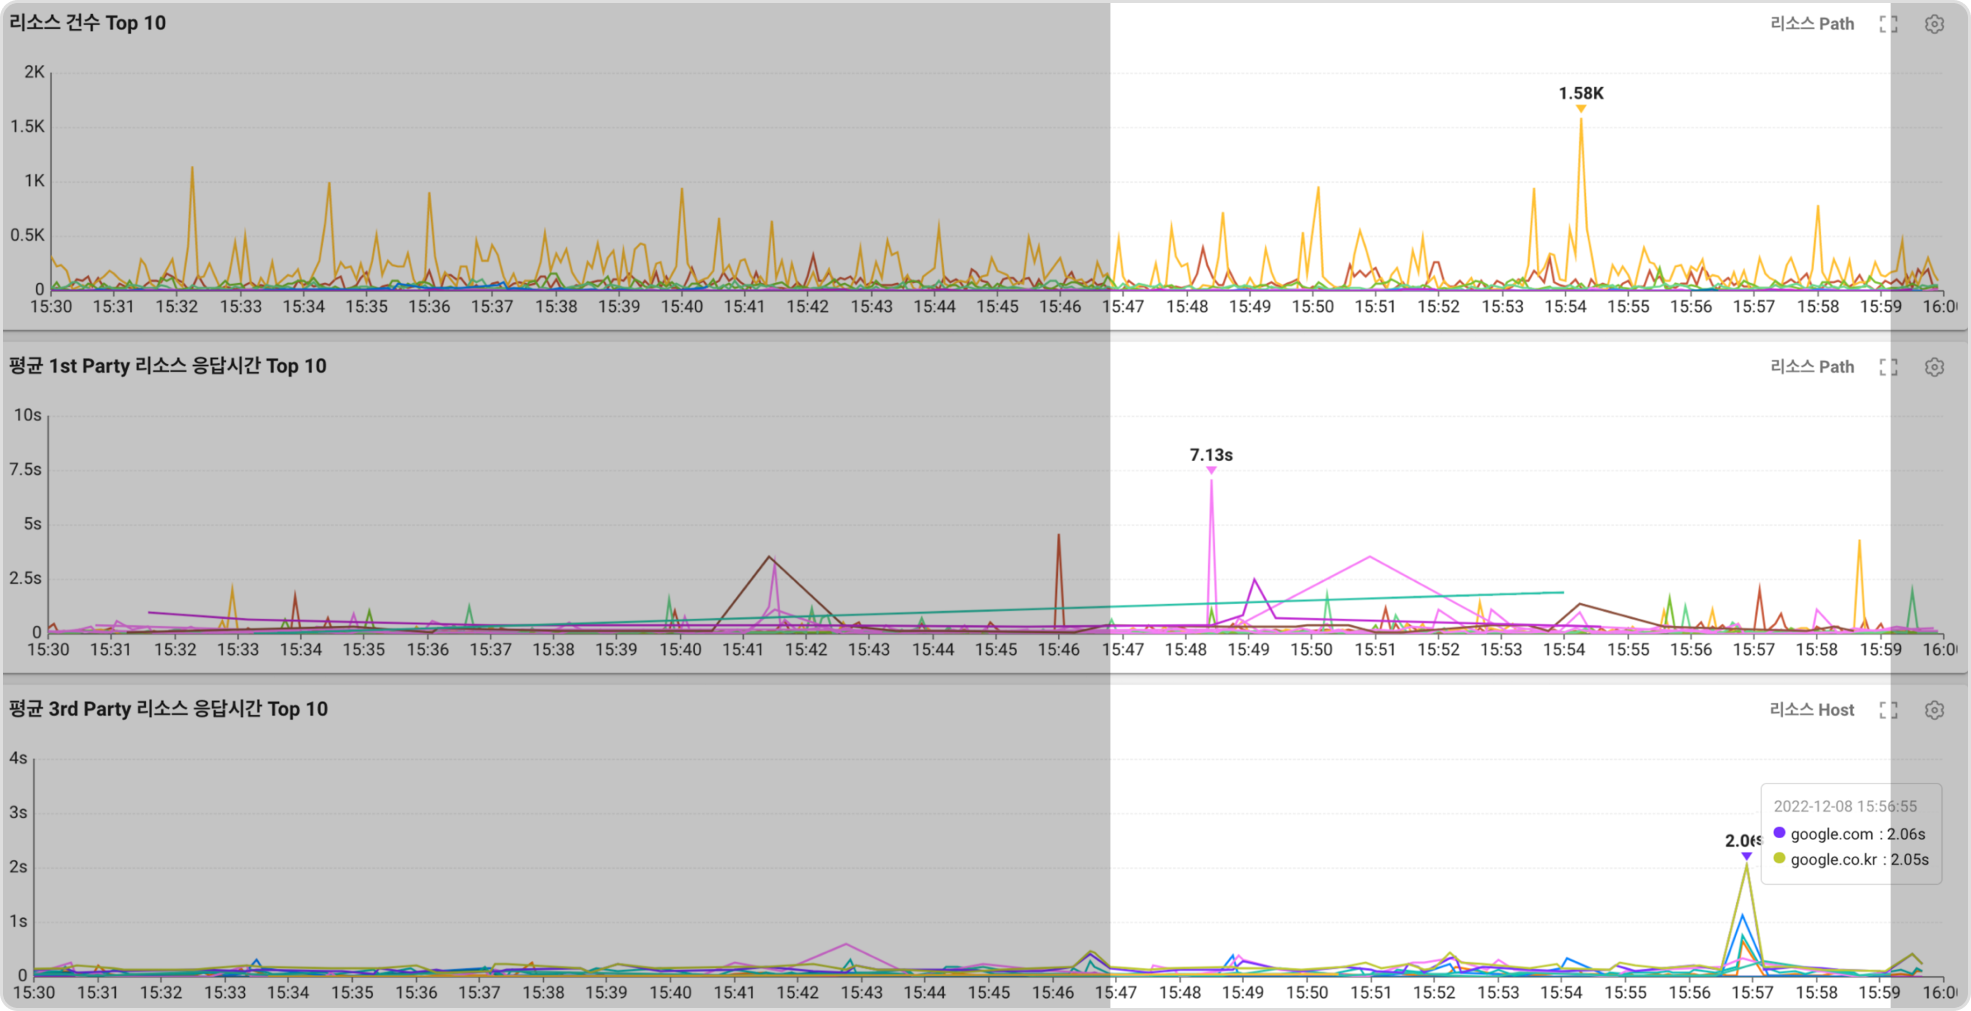 리소스 건수 Top 10
리소스 Path
2K
1.5K
1K
0.5K
0
1.58K
15:30 15:31 15:32 15:33 15:34 15:35 15:36 15:37 15:38 15:39 15:40 15:41 15:42 15:43 15:44 15:45 15:46 15:47 15:48 15:49 15:50 15:51 15:52 15:53 15:54 15:55 15:56 15:57 15:58 15:59 16:0
평균 1st Party 리소스 응답시간 Top 10
리소스 Path
10s
7.5s
5s
2.5s
0
7.13s
15:30 15:31 15:32 15:33 15:34 15:35 15:36 15:37 15:38 15:39 15:40 15:41 15:42 15:43 15:44 15:45 15:46 15:47 15:48 15:49 15:50 15:51 15:52 15:53 15:54 15:55 15:56 15:57 15:58 15:59 16:0
평균 3rd Party 리소스 응답시간 Top 10
리소스 Host
4s
3s
2s
1s
0
2.06s
2022-12-08 15:56:55
google.com : 2.06s
google.co.kr : 2.05s
15:30 15:31 15:32 15:33 15:34 15:35 15:36 15:37 15:38 15:39 15:40 15:41 15:42 15:43 15:44 15:45 15:46 15:47 15:48 15:49 15:50 15:51 15:52 15:53 15:54 15:55 15:56 15:57 15:58 15:59 16:0